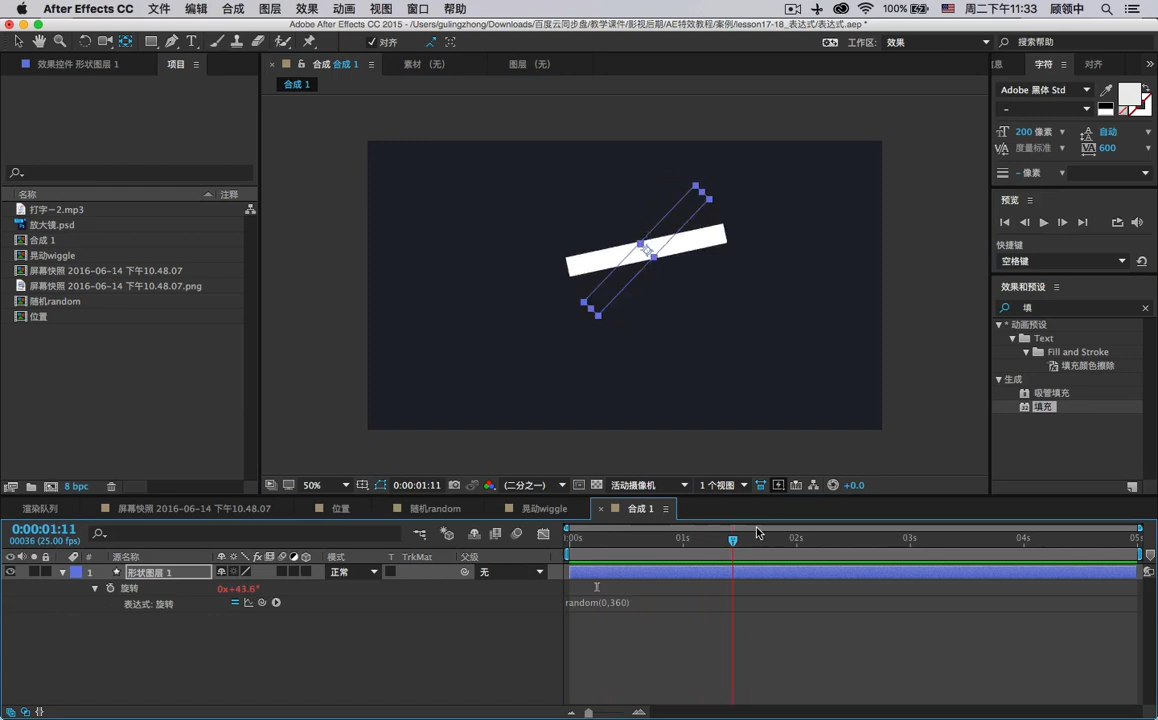 After Effects CC 文件 编辑 合成 图层 效果 动画 视图 窗口 帮助 100% 周二下午11:33 顾领中
Adobe After Effects CC 2015 - /Users/gulingzhong/Downloads/百度云同步盘/教学课件/影视后期/AE特效教程/案例/lesson17-18_表达式/表达式.aep *
对齐 工作区: 效果 搜索帮助
效果控件 形状图层 1 项目 合成 合成 1 素材 (无) 图层 (无) 息 字符 对齐
合成 1
Adobe 黑体 Std
-
200 像素 自动
度量标准 600
- 像素
名称 注释
打字－2.mp3
放大镜.psd
合成 1
晃动wiggle
屏幕快照 2016-06-14 下午10.48.07
屏幕快照 2016-06-14 下午10.48.07.png
随机random
位置
预览
快捷键
空格键
效果和预设
填
* 动画预设
Text
Fill and Stroke
填充颜色擦除
生成
吸管填充
填充
8 bpc 50% 0:00:01:11 (二分之一) 活动摄像机 1 个视图 +0.0
渲染队列 屏幕快照 2016-06-14 下午10.48.07 位置 随机random 晃动wiggle 合成 1
0:00:01:11
00036 (25.00 fps)
:00s 01s 02s 03s 04s 05s
# 源名称 模式 T TrkMat 父级
1 形状图层 1 正常 无
旋转 0x+43.6°
表达式: 旋转 random(0,360)